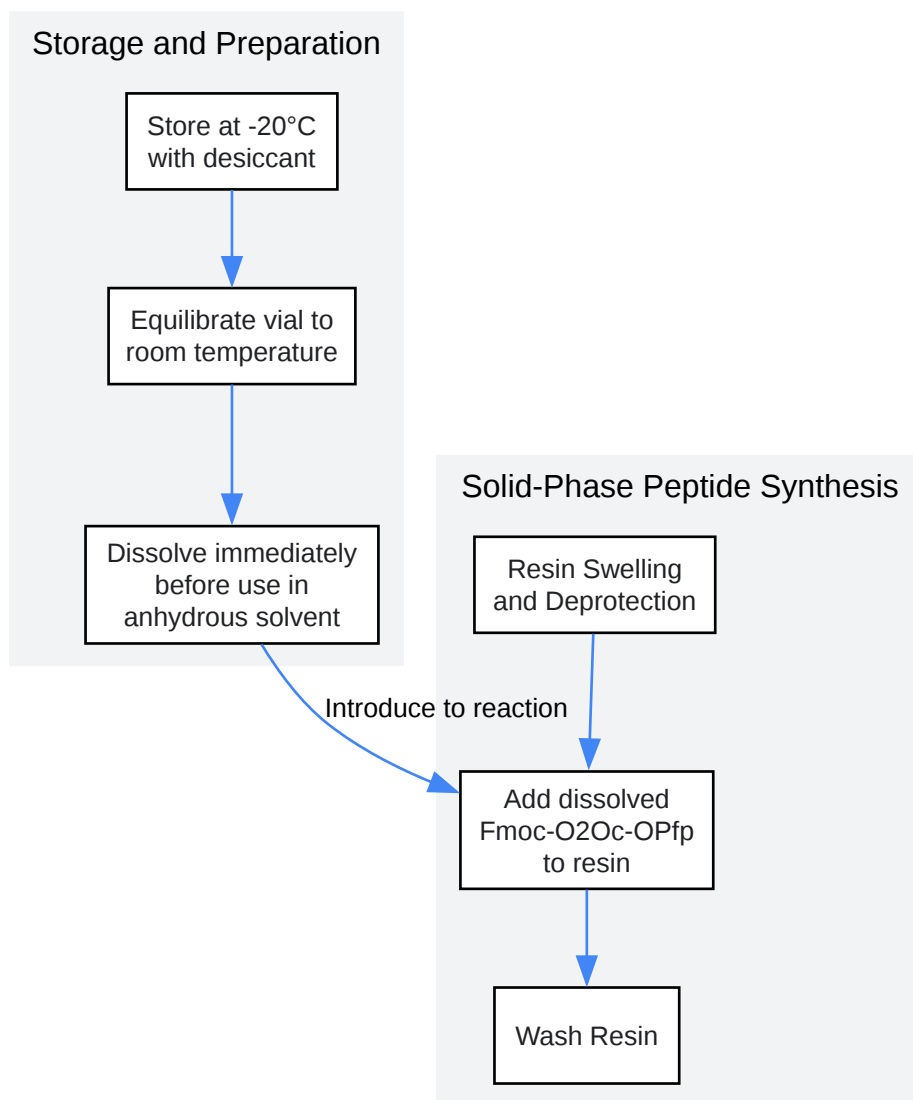 Storage and Preparation
Store at -20°C
with desiccant
Equilibrate vial to
room temperature
Dissolve immediately
before use in
anhydrous solvent
Introduce to reaction
Solid-Phase Peptide Synthesis
Resin Swelling
and Deprotection
Add dissolved
Fmoc-O2Oc-OPfp
to resin
Wash Resin